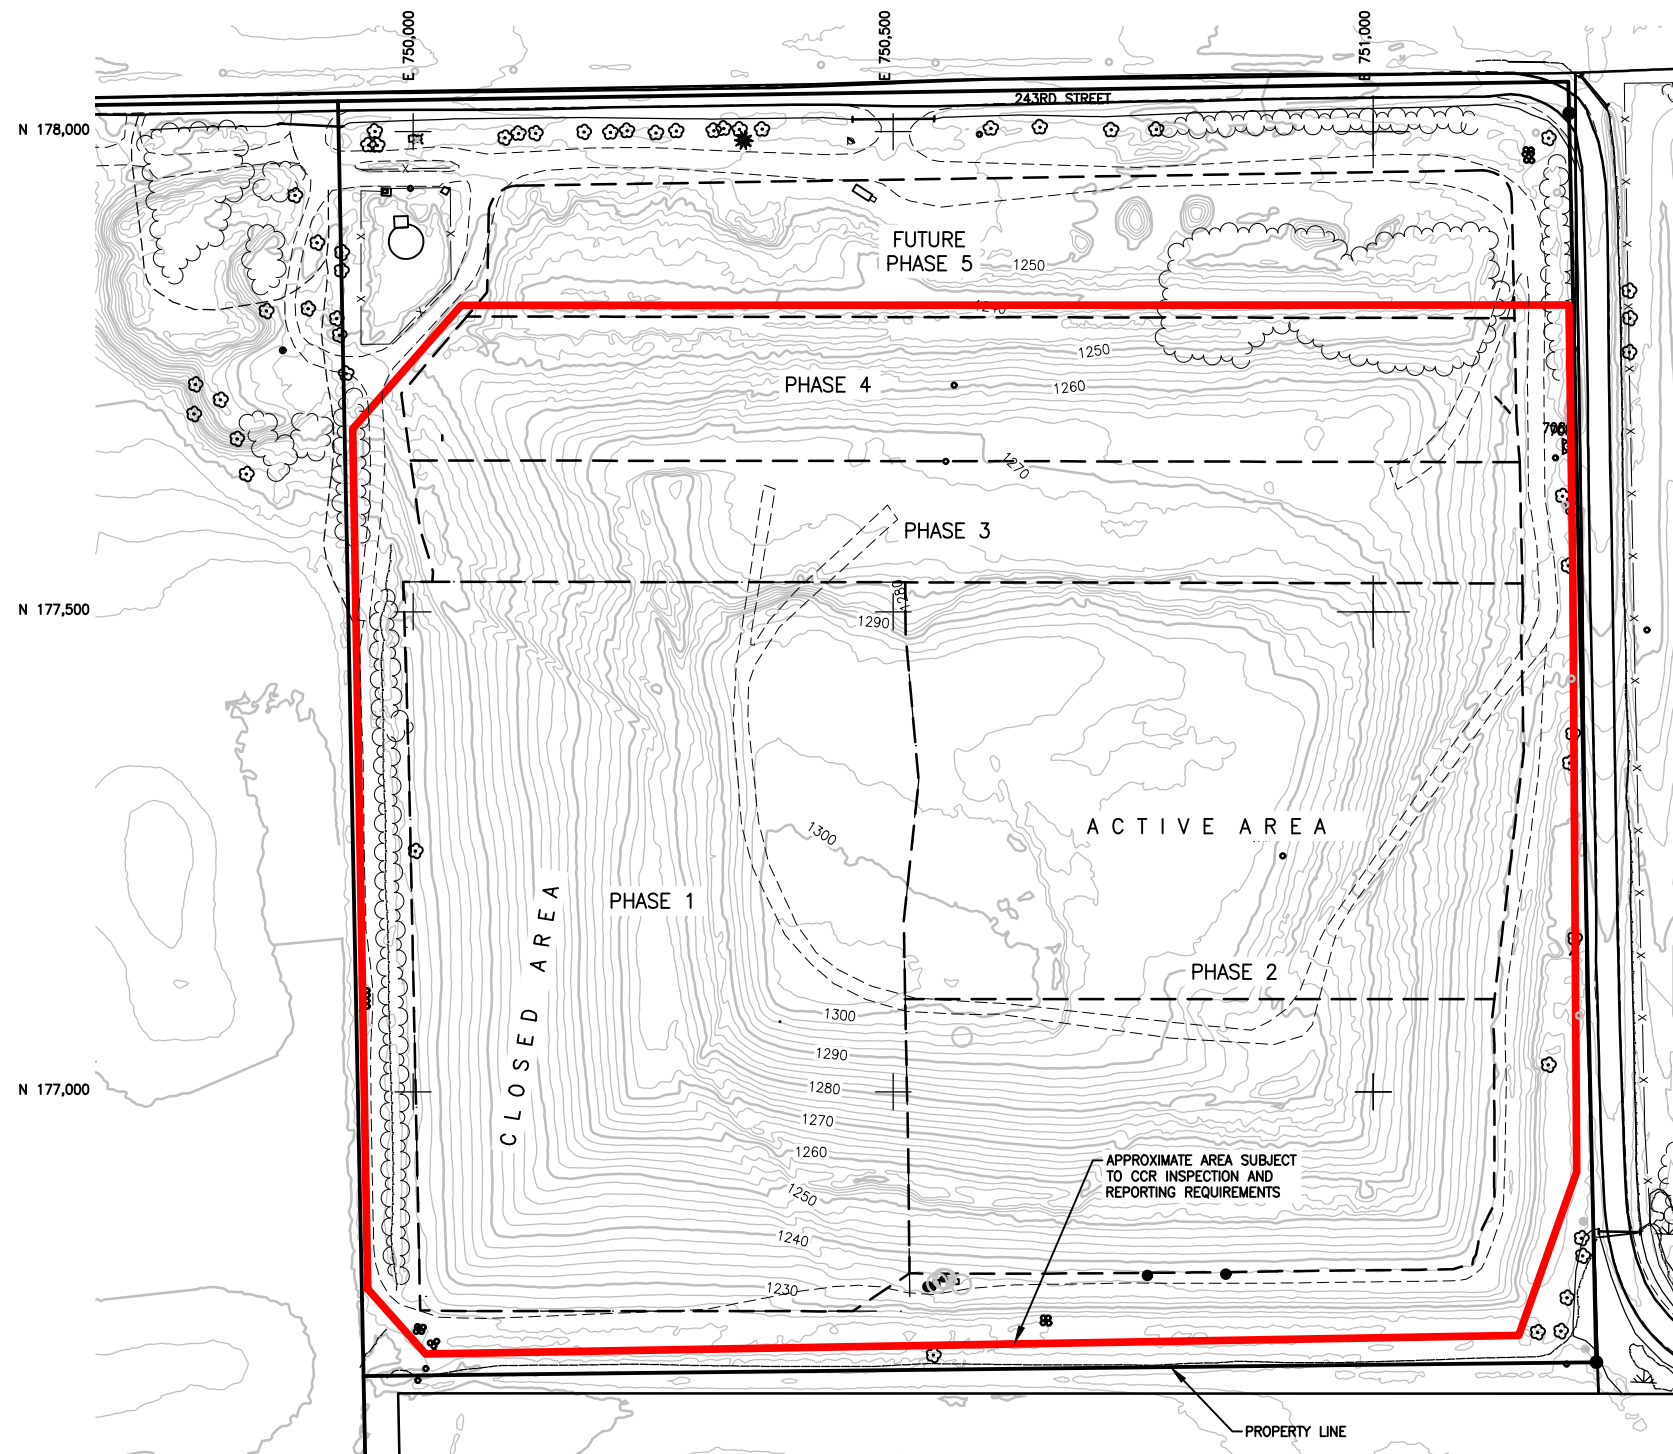 E 750,000
E 750,500
E 751,000
243RD STREET
N 178,000
FUTURE
PHASE 5
1250
1240
1250
PHASE 4
1260
1270
PHASE 3
1280
N 177,500
1290
1300
ACTIVE AREA
PHASE 1
CLOSED AREA
PHASE 2
1300
1290
1280
N 177,000
1270
1260
APPROXIMATE AREA SUBJECT
TO CCR INSPECTION AND
REPORTING REQUIREMENTS
1250
1240
1230
PROPERTY LINE